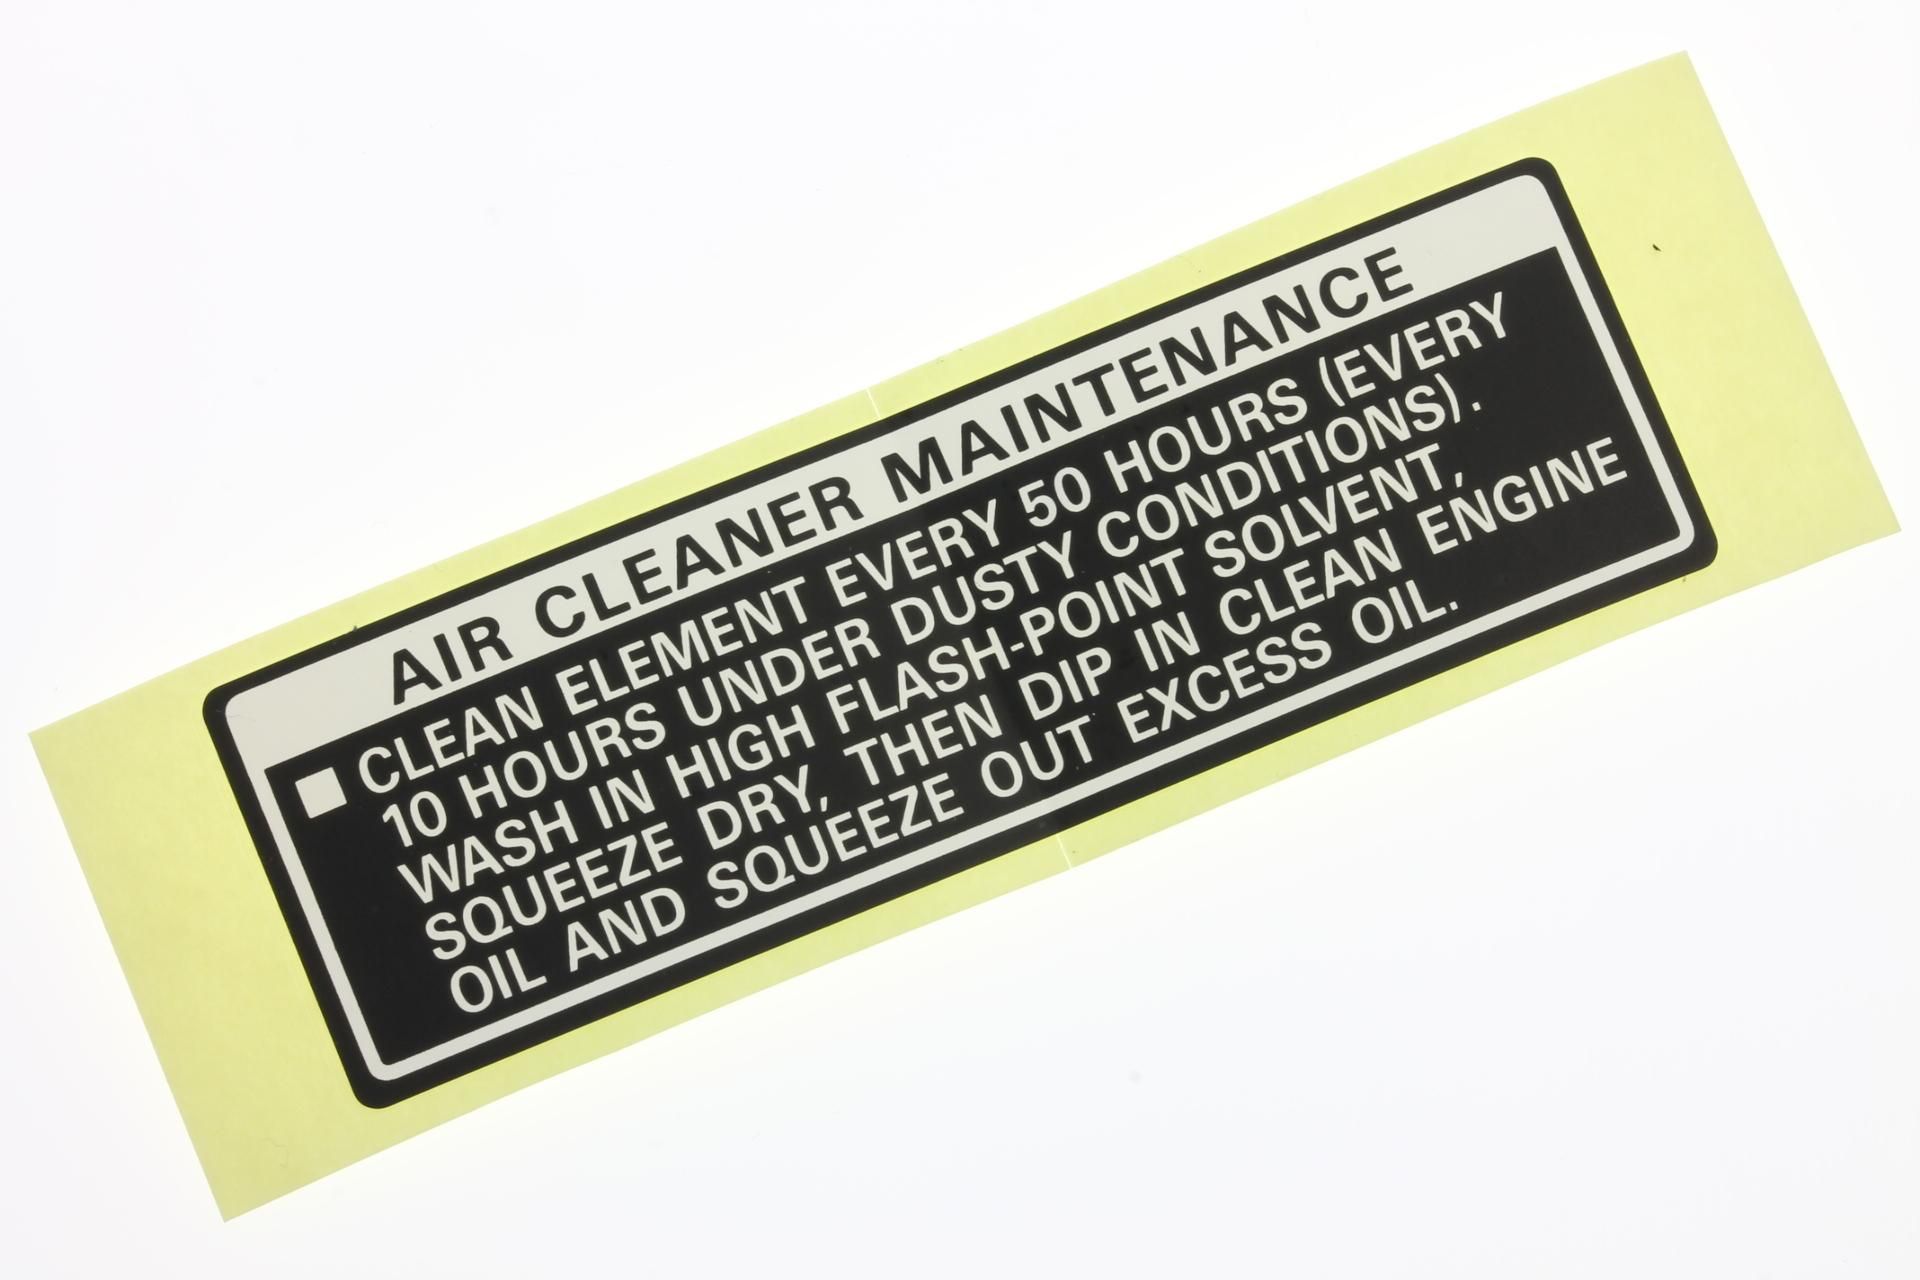 AIR CLEANER MAINTENANCE
CLEAN ELEMENT EVERY 50 HOURS (EVERY
10 HOURS UNDER DUSTY CONDITIONS).
WASH IN HIGH FLASH-POINT SOLVENT,
SQUEEZE DRY, THEN DIP IN CLEAN ENGINE
OIL AND SQUEEZE OUT EXCESS OIL.